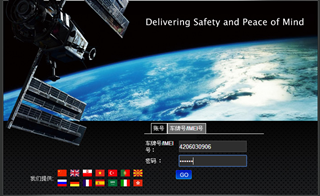 Delivering Safety and Peace of Mind
账号 车牌号/IMEI号
车牌号/IMEI号: 4206030906
密码 : ••••••
我们提供: GO